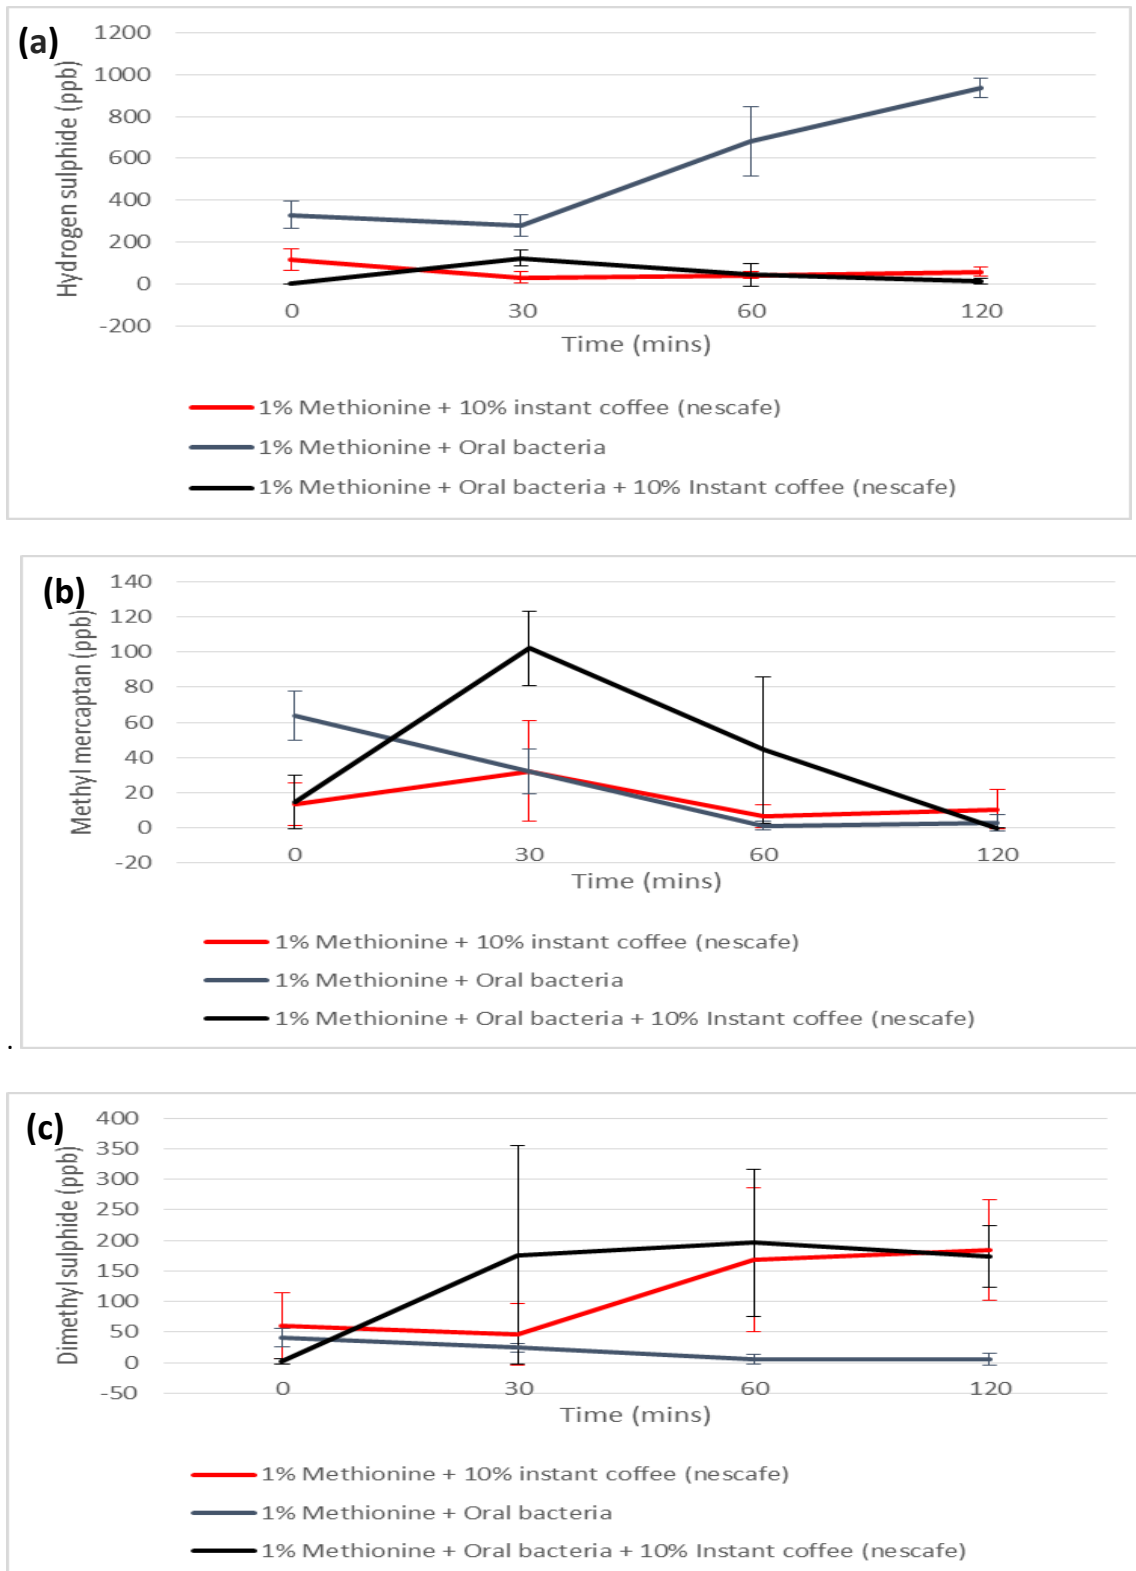 (a)
Hydrogen sulphide (ppb)
1200
1000
800
600
400
200
0
-200
0 30 60 120
Time (mins)
1% Methionine + 10% instant coffee (nescafe)
1% Methionine + Oral bacteria
1% Methionine + Oral bacteria + 10% Instant coffee (nescafe)
(b)
Methyl mercaptan (ppb)
140
120
100
80
60
40
20
0
-20
0 30 60 120
Time (mins)
1% Methionine + 10% instant coffee (nescafe)
1% Methionine + Oral bacteria
1% Methionine + Oral bacteria + 10% Instant coffee (nescafe)
.
(c)
Dimethyl sulphide (ppb)
400
350
300
250
200
150
100
50
0
-50
0 30 60 120
Time (mins)
1% Methionine + 10% instant coffee (nescafe)
1% Methionine + Oral bacteria
1% Methionine + Oral bacteria + 10% Instant coffee (nescafe)